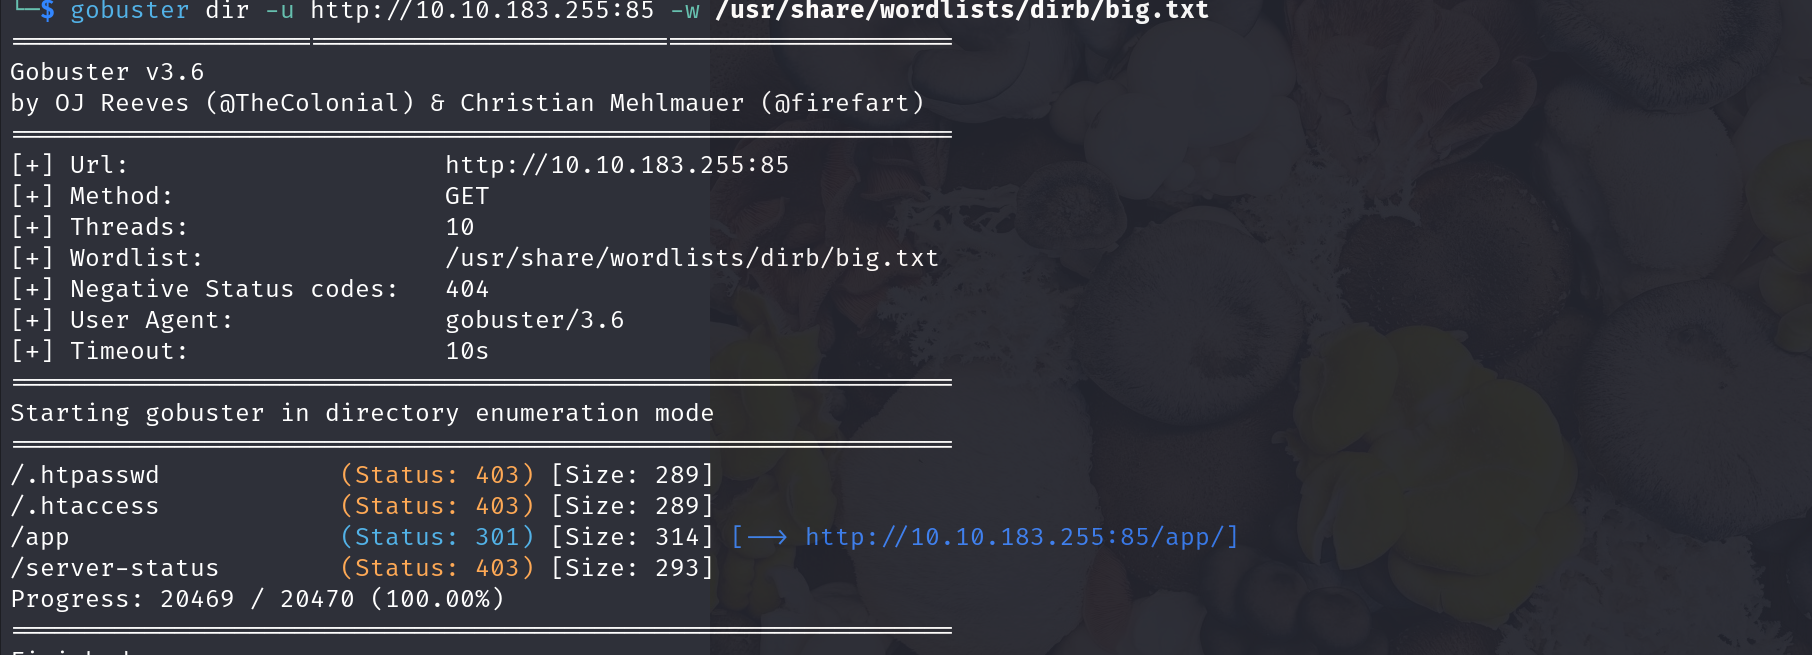 └─$ gobuster dir -u http://10.10.183.255:85 -w /usr/share/wordlists/dirb/big.txt
===============================================================
Gobuster v3.6
by OJ Reeves (@TheColonial) & Christian Mehlmauer (@firefart)
===============================================================
[+] Url:                     http://10.10.183.255:85
[+] Method:                  GET
[+] Threads:                 10
[+] Wordlist:                /usr/share/wordlists/dirb/big.txt
[+] Negative Status codes:   404
[+] User Agent:              gobuster/3.6
[+] Timeout:                 10s
===============================================================
Starting gobuster in directory enumeration mode
===============================================================
/.htpasswd            (Status: 403) [Size: 289]
/.htaccess            (Status: 403) [Size: 289]
/app                  (Status: 301) [Size: 314] [--> http://10.10.183.255:85/app/]
/server-status        (Status: 403) [Size: 293]
Progress: 20469 / 20470 (100.00%)
===============================================================